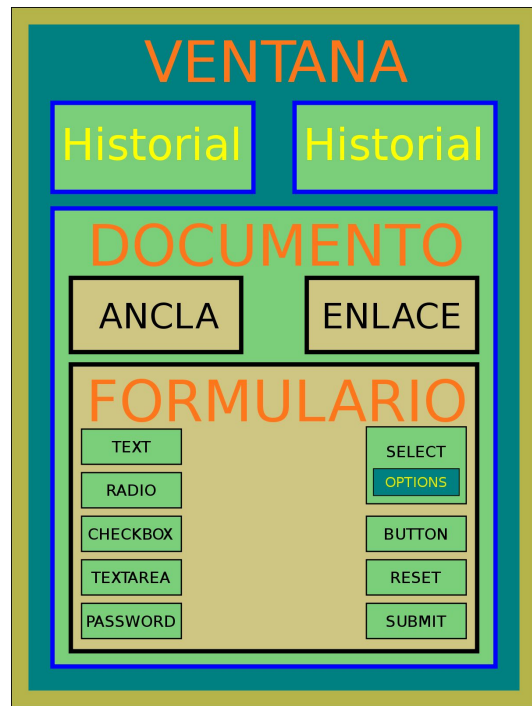 VENTANA
Historial
Historial
DOCUMENTO
ANCLA
ENLACE
FORMULARIO
TEXT
RADIO
CHECKBOX
TEXTAREA
PASSWORD
SELECT
OPTIONS
BUTTON
RESET
SUBMIT